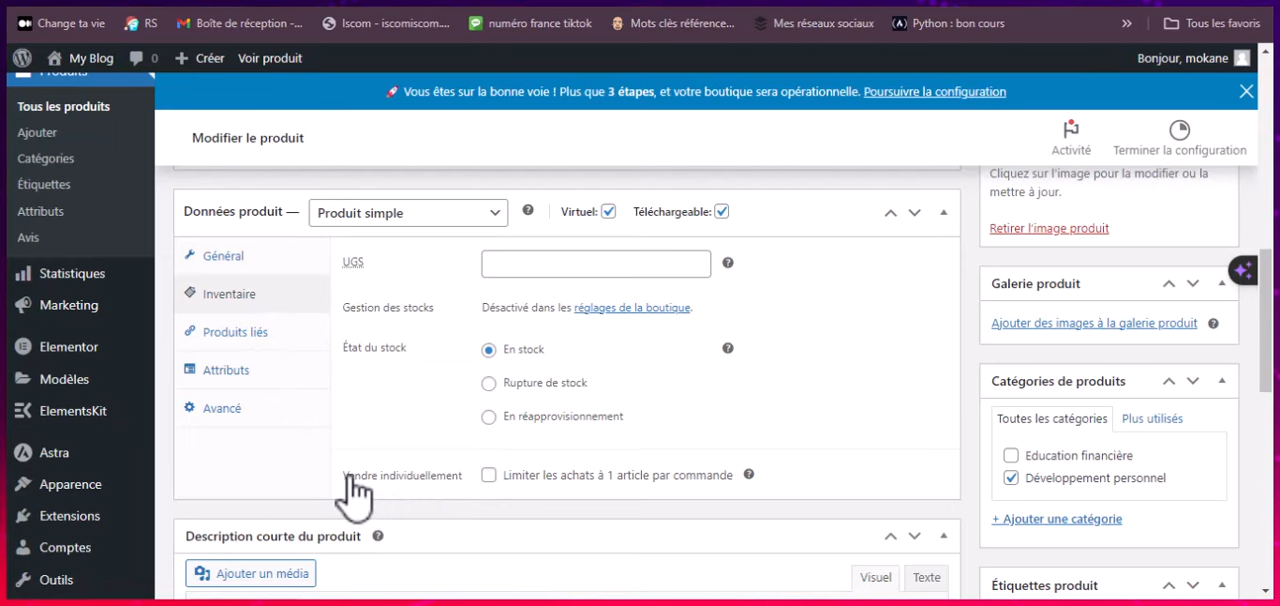 Change ta vie
RS
Boîte de réception -...
Iscom - iscomiscom....
numéro france tiktok
Mots clés référence...
Mes réseaux sociaux
Python : bon cours
»
Tous les favoris
My Blog
0
Créer
Voir produit
Bonjour, mokane
Tous les produits
Ajouter
Catégories
Étiquettes
Attributs
Avis
Statistiques
Marketing
Elementor
Modèles
ElementsKit
Astra
Apparence
Extensions
Comptes
Outils
🚀 Vous êtes sur la bonne voie ! Plus que 3 étapes, et votre boutique sera opérationnelle. Poursuivre la configuration
Modifier le produit
Activité
Terminer la configuration
Données produit —
Produit simple
Virtuel:
Téléchargeable:
Général
Inventaire
Produits liés
Attributs
Avancé
UGS
Gestion des stocks
Désactivé dans les réglages de la boutique.
État du stock
En stock
Rupture de stock
En réapprovisionnement
Vendre individuellement
Limiter les achats à 1 article par commande
Description courte du produit
Ajouter un média
Visuel
Texte
Cliquez sur l'image pour la modifier ou la
mettre à jour.
Retirer l'image produit
Galerie produit
Ajouter des images à la galerie produit
Catégories de produits
Toutes les catégories
Plus utilisés
Education financière
Développement personnel
+ Ajouter une catégorie
Étiquettes produit